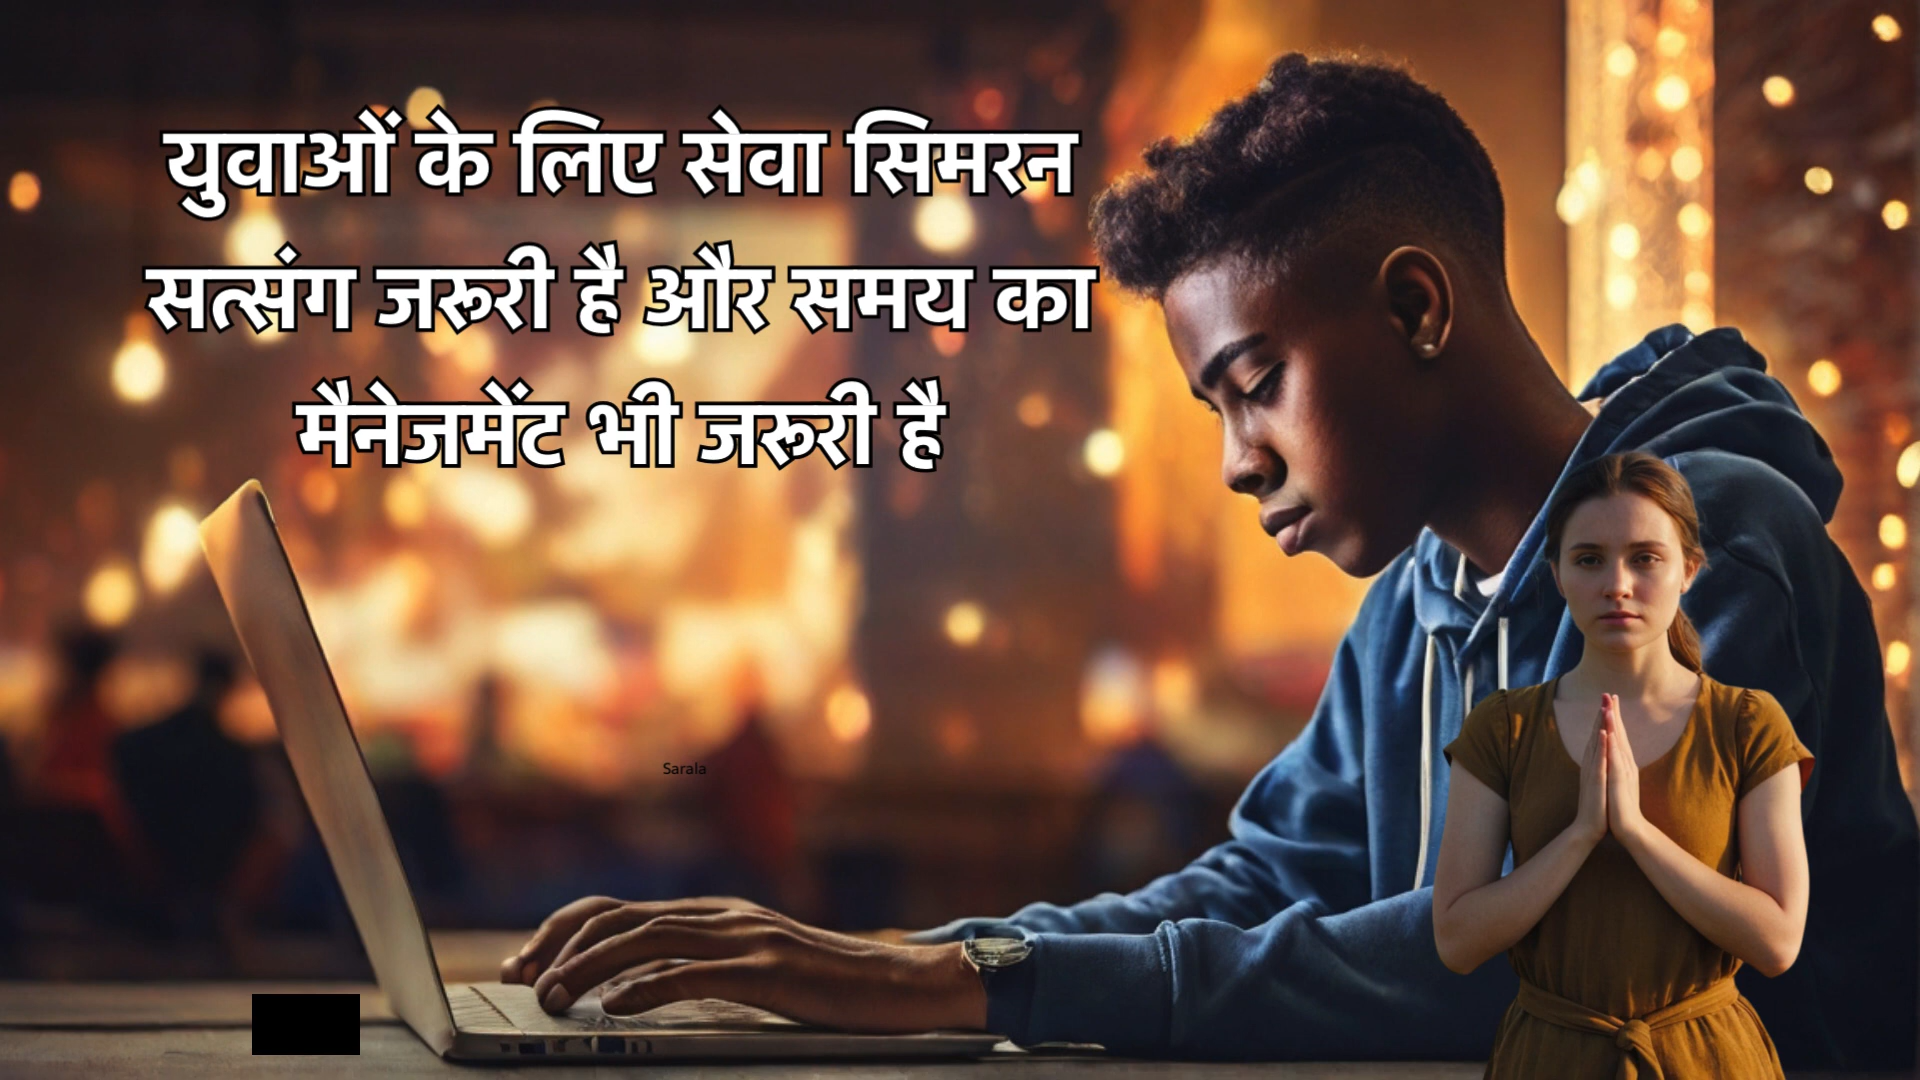 युवाओं के लिए सेवा सिमरन
सत्संग जरूरी है और समय का
मैनेजमेंट भी जरूरी है
Sarala